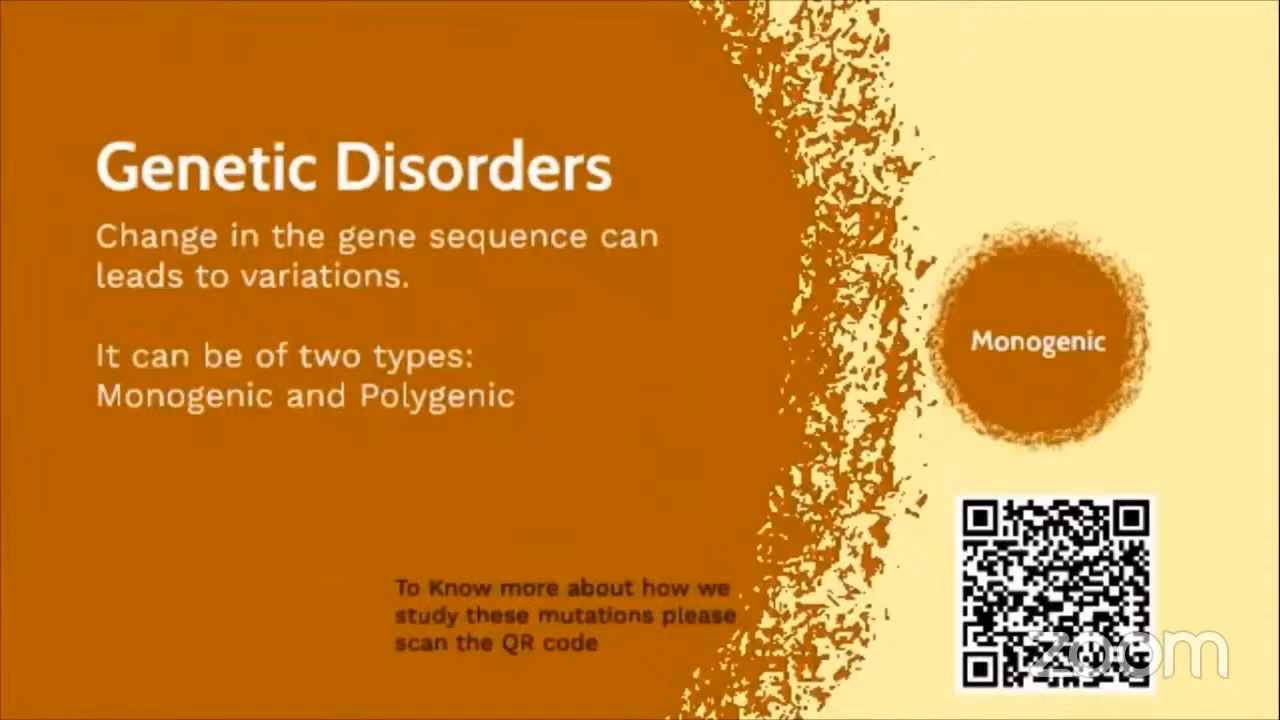 Genetic Disorders
Change in the gene sequence can
leads to variations.
It can be of two types:
Monogenic and Polygenic
Monogenic
To Know more about how we
study these mutations please
scan the QR code
zoom